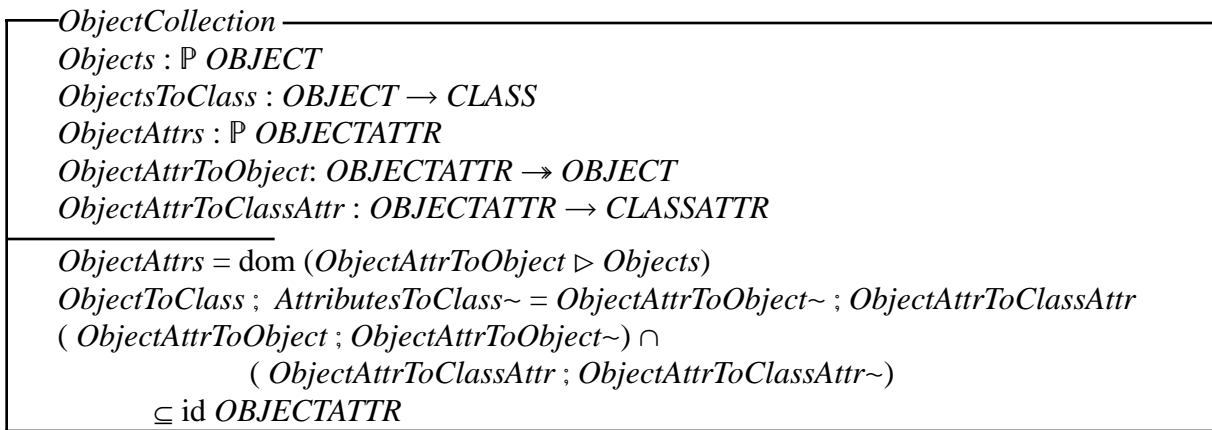 ObjectCollection
Objects : ℙ OBJECT
ObjectsToClass : OBJECT → CLASS
ObjectAttrs : ℙ OBJECTATTR
ObjectAttrToObject: OBJECTATTR ↠ OBJECT
ObjectAttrToClassAttr : OBJECTATTR → CLASSATTR
ObjectAttrs = dom (ObjectAttrToObject ▷ Objects)
ObjectToClass ; AttributesToClass~ = ObjectAttrToObject~ ; ObjectAttrToClassAttr
( ObjectAttrToObject ; ObjectAttrToObject~) ∩
( ObjectAttrToClassAttr ; ObjectAttrToClassAttr~)
⊆ id OBJECTATTR